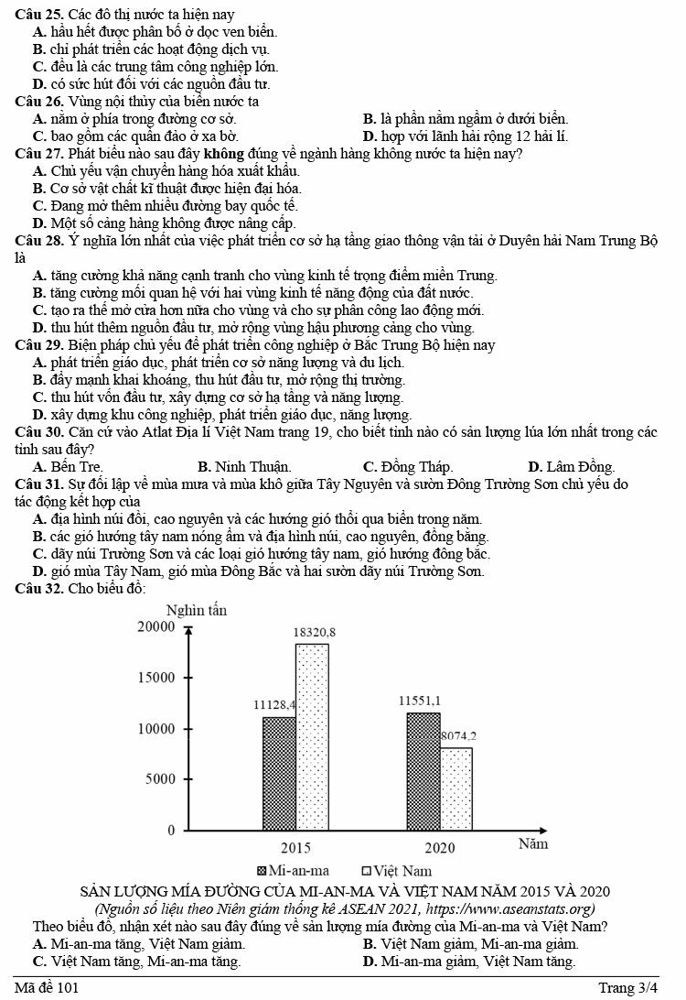 Câu 25. Các đô thị nước ta hiện nay
A. hầu hết được phân bố ở dọc ven biển.
B. chỉ phát triển các hoạt động dịch vụ.
C. đều là các trung tâm công nghiệp lớn.
D. có sức hút đối với các nguồn đầu tư.
Câu 26. Vùng nội thủy của biển nước ta
A. nằm ở phía trong đường cơ sở. B. là phần nằm ngầm ở dưới biển.
C. bao gồm các quần đảo ở xa bờ. D. hợp với lãnh hải rộng 12 hải lí.
Câu 27. Phát biểu nào sau đây không đúng về ngành hàng không nước ta hiện nay?
A. Chủ yếu vận chuyển hàng hóa xuất khẩu.
B. Cơ sở vật chất kĩ thuật được hiện đại hóa.
C. Đang mở thêm nhiều đường bay quốc tế.
D. Một số cảng hàng không được nâng cấp.
Câu 28. Ý nghĩa lớn nhất của việc phát triển cơ sở hạ tầng giao thông vận tải ở Duyên hải Nam Trung Bộ
là
A. tăng cường khả năng cạnh tranh cho vùng kinh tế trọng điểm miền Trung.
B. tăng cường mối quan hệ với hai vùng kinh tế năng động của đất nước.
C. tạo ra thế mở cửa hơn nữa cho vùng và cho sự phân công lao động mới.
D. thu hút thêm nguồn đầu tư, mở rộng vùng hậu phương cảng cho vùng.
Câu 29. Biện pháp chủ yếu để phát triển công nghiệp ở Bắc Trung Bộ hiện nay
A. phát triển giáo dục, phát triển cơ sở năng lượng và du lịch.
B. đẩy mạnh khai khoáng, thu hút đầu tư, mở rộng thị trường.
C. thu hút vốn đầu tư, xây dựng cơ sở hạ tầng và năng lượng.
D. xây dựng khu công nghiệp, phát triển giáo dục, năng lượng.
Câu 30. Căn cứ vào Atlat Địa lí Việt Nam trang 19, cho biết tỉnh nào có sản lượng lúa lớn nhất trong các
tỉnh sau đây?
A. Bến Tre. B. Ninh Thuận. C. Đồng Tháp. D. Lâm Đồng.
Câu 31. Sự đối lập về mùa mưa và mùa khô giữa Tây Nguyên và sườn Đông Trường Sơn chủ yếu do
tác động kết hợp của
A. địa hình núi đồi, cao nguyên và các hướng gió thổi qua biển trong năm.
B. các gió hướng tây nam nóng ẩm và địa hình núi, cao nguyên, đồng bằng.
C. dãy núi Trường Sơn và các loại gió hướng tây nam, gió hướng đông bắc.
D. gió mùa Tây Nam, gió mùa Đông Bắc và hai sườn dãy núi Trường Sơn.
Câu 32. Cho biểu đồ:
Nghìn tấn
20000
18320,8
15000
11128,4
11551,1
10000
8074,2
5000
0
2015 2020 Năm
Mi-an-ma Việt Nam
SẢN LƯỢNG MÍA ĐƯỜNG CỦA MI-AN-MA VÀ VIỆT NAM NĂM 2015 VÀ 2020
(Nguồn số liệu theo Niên giám thống kê ASEAN 2021, https://www.aseanstats.org)
Theo biểu đồ, nhận xét nào sau đây đúng về sản lượng mía đường của Mi-an-ma và Việt Nam?
A. Mi-an-ma tăng, Việt Nam giảm. B. Việt Nam giảm, Mi-an-ma giảm.
C. Việt Nam tăng, Mi-an-ma tăng. D. Mi-an-ma giảm, Việt Nam tăng.
Mã đề 101 Trang 3/4